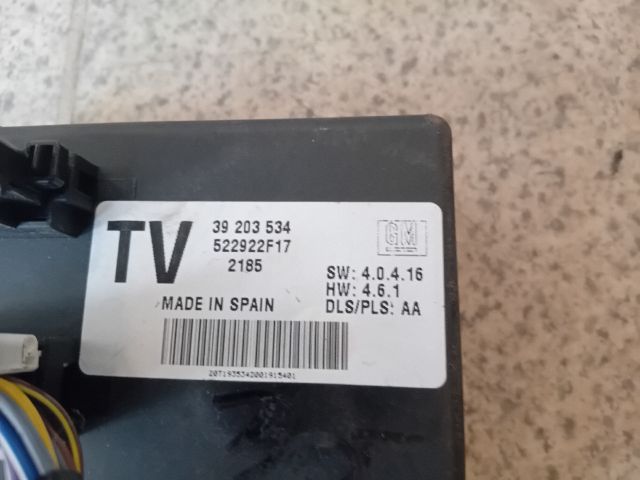 TV
39 203 534
522922F17
2185
MADE IN SPAIN
GM
SW: 4.0.4.16
HW: 4.6.1
DLS/PLS: AA
2071935342001915401